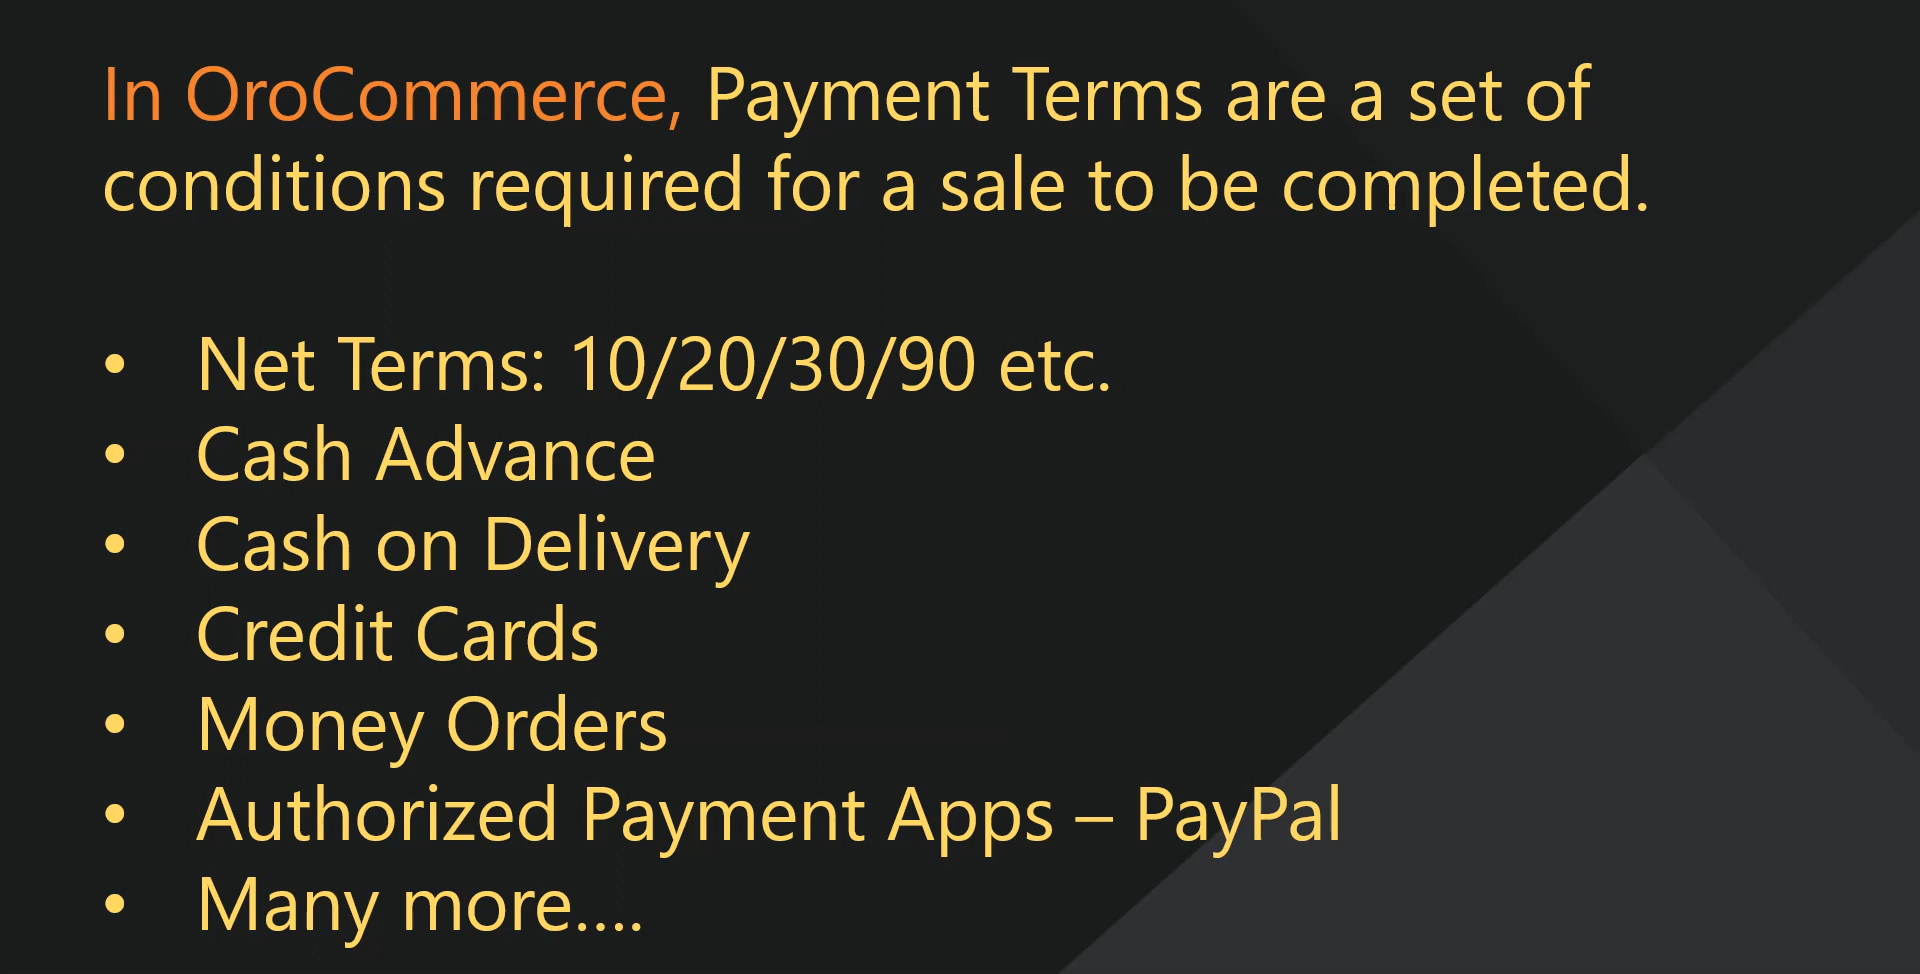 In OroCommerce, Payment Terms are a set of
conditions required for a sale to be completed.
• Net Terms: 10/20/30/90 etc.
• Cash Advance
• Cash on Delivery
• Credit Cards
• Money Orders
• Authorized Payment Apps – PayPal
• Many more....